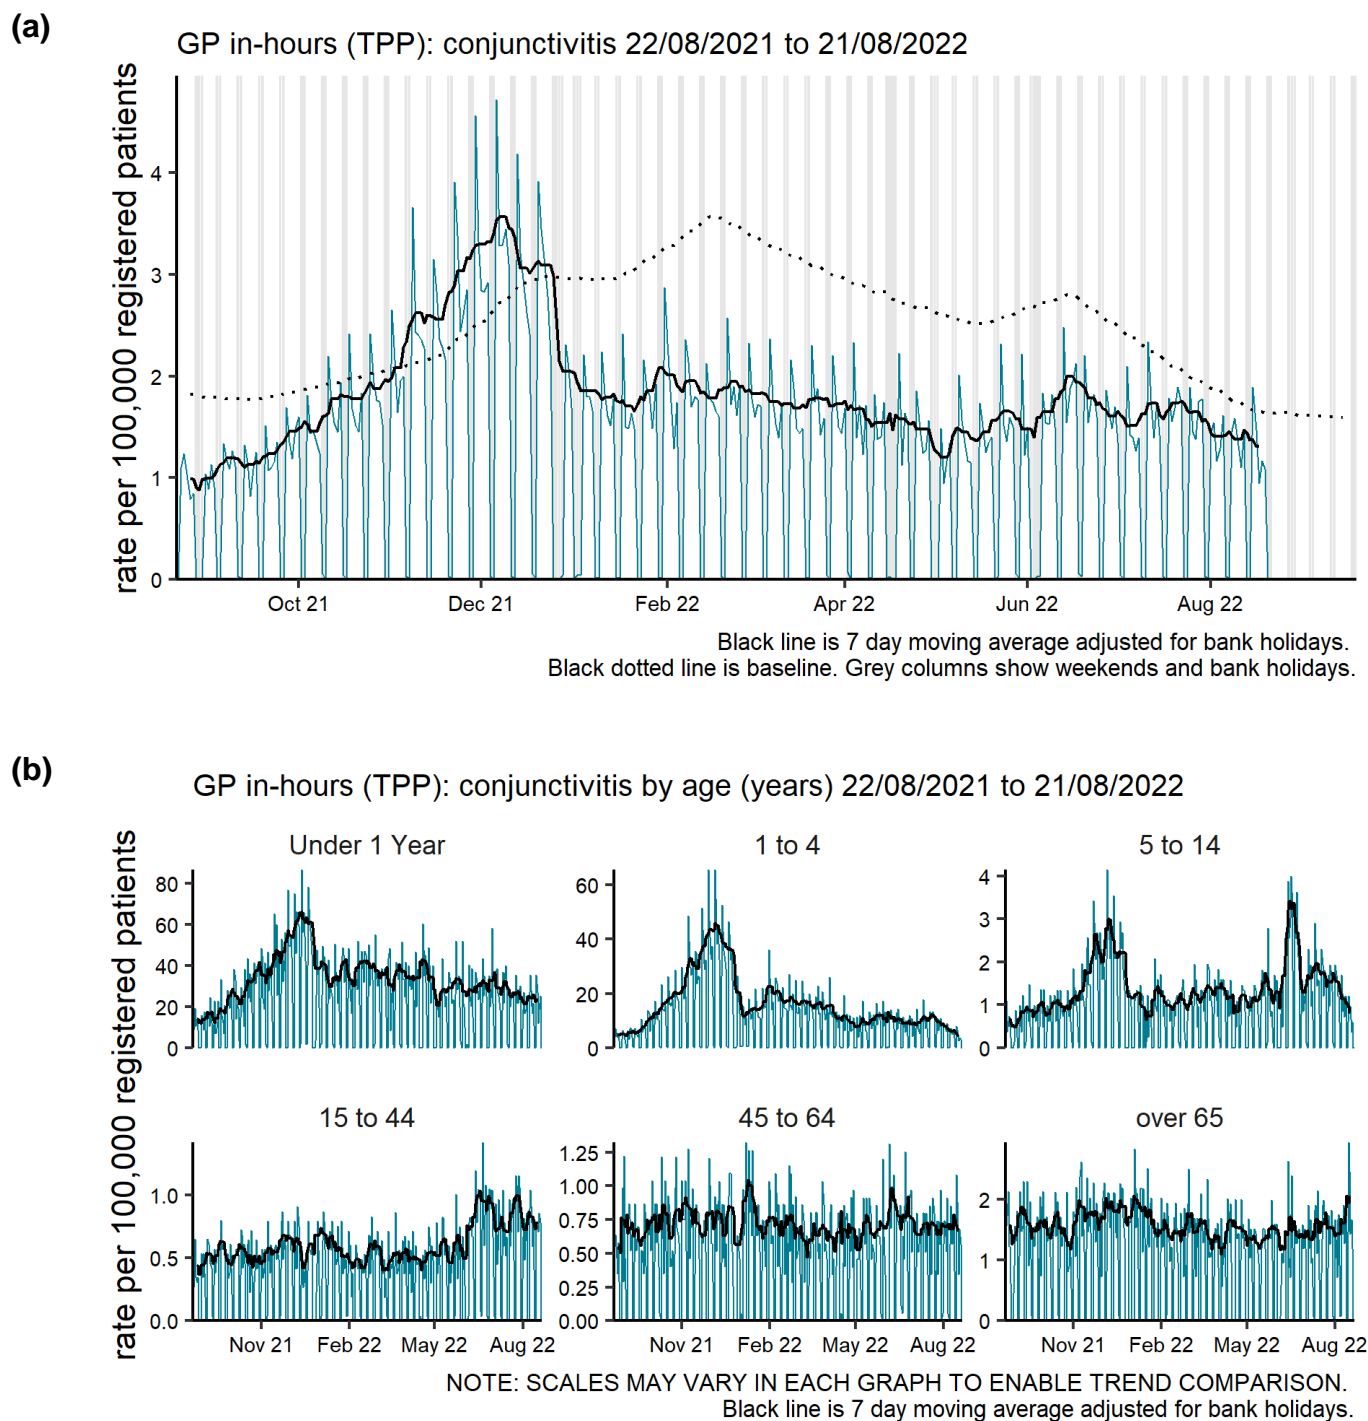 (a)
GP in-hours (TPP): conjunctivitis 22/08/2021 to 21/08/2022
rate per 100,000 registered patients
4
3
2
1
0
Oct 21
Dec 21
Feb 22
Apr 22
Jun 22
Aug 22
Black line is 7 day moving average adjusted for bank holidays.
Black dotted line is baseline. Grey columns show weekends and bank holidays.
(b)
GP in-hours (TPP): conjunctivitis by age (years) 22/08/2021 to 21/08/2022
rate per 100,000 registered patients
Under 1 Year
80
60
40
20
0
1 to 4
60
40
20
0
5 to 14
4
3
2
1
0
15 to 44
1.0
0.5
0.0
Nov 21
Feb 22
May 22
Aug 22
45 to 64
1.25
1.00
0.75
0.50
0.25
0.00
Nov 21
Feb 22
May 22
Aug 22
over 65
2
1
0
Nov 21
Feb 22
May 22
Aug 22
NOTE: SCALES MAY VARY IN EACH GRAPH TO ENABLE TREND COMPARISON.
Black line is 7 day moving average adjusted for bank holidays.